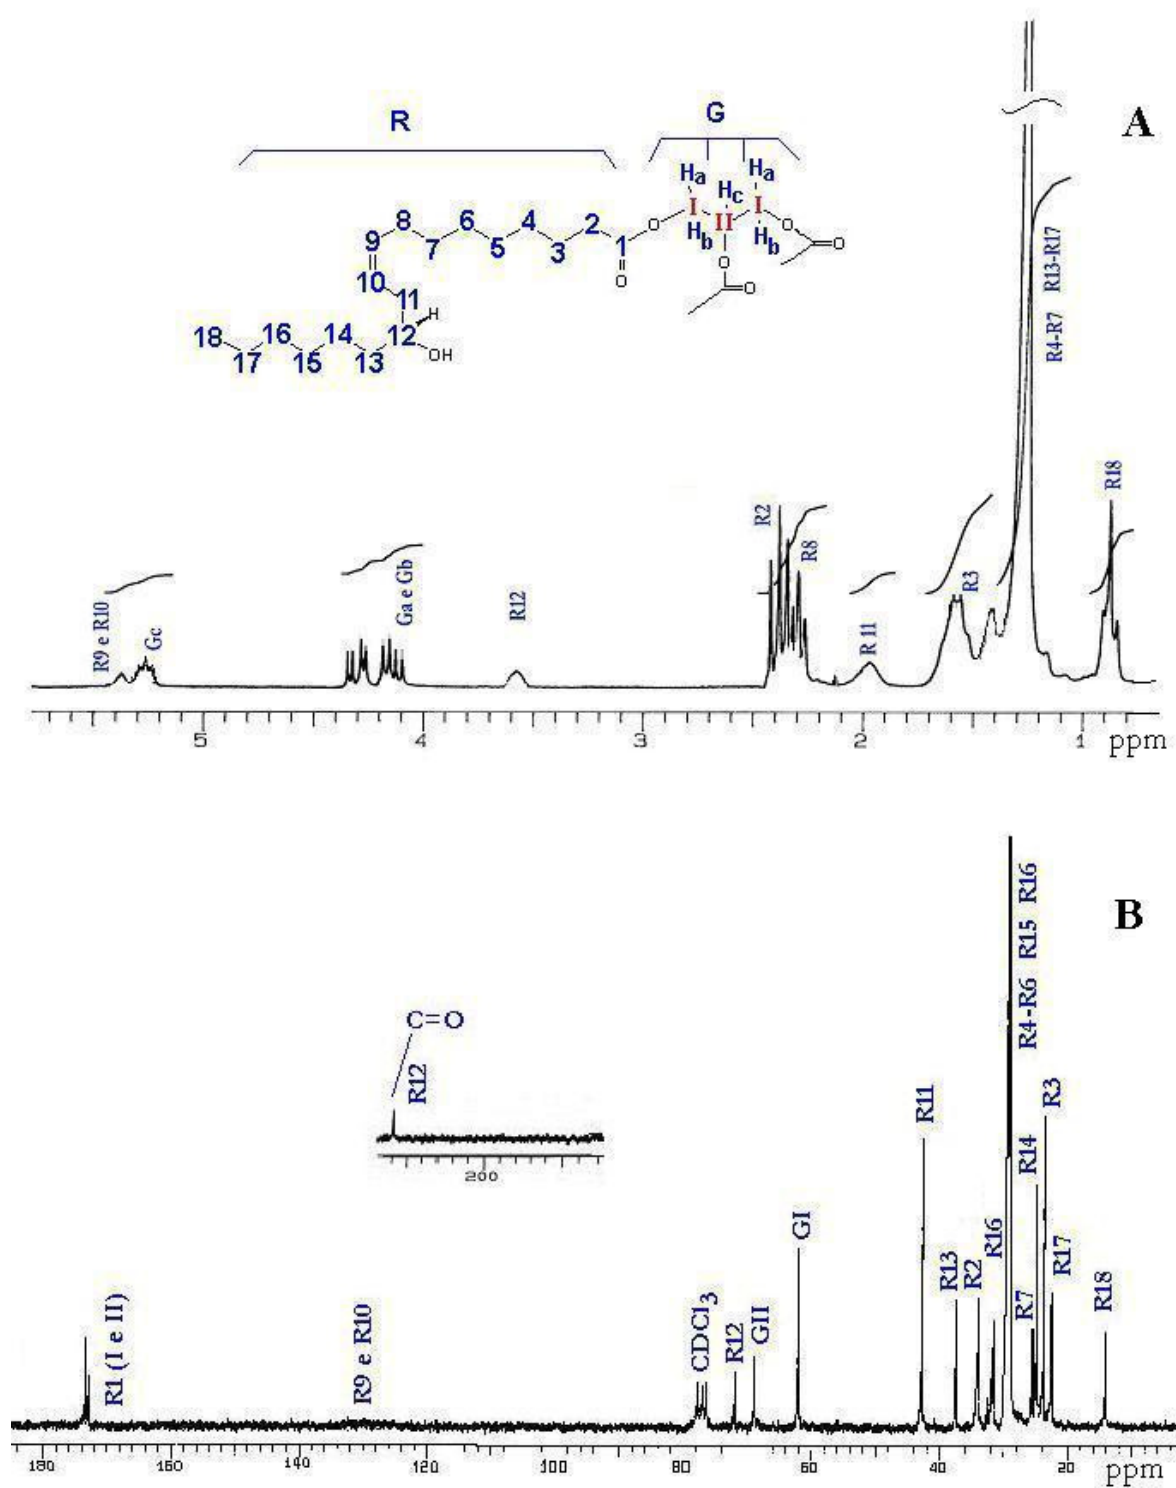 A
R
G
Ha
Ha
Hc
I
II
I
O
O
O
Hb
Hb
8
6
4
2
9
7
5
3
1
O
O
O
10
11
H
18
16
14
12
17
15
13
OH
R4-R7 R13-R17
R9 e R10
Gc
Ga e Gb
R12
R2
R8
R 11
R3
R18
5
4
3
2
1
ppm
B
C=O
R12
200
R1 (I e II)
R9 e R10
CDCl3
R12
GII
GI
R11
R13
R2
R16
R4-R6 R15 R16
R7
R14
R3
R17
R18
180
160
140
120
100
80
60
40
20
ppm